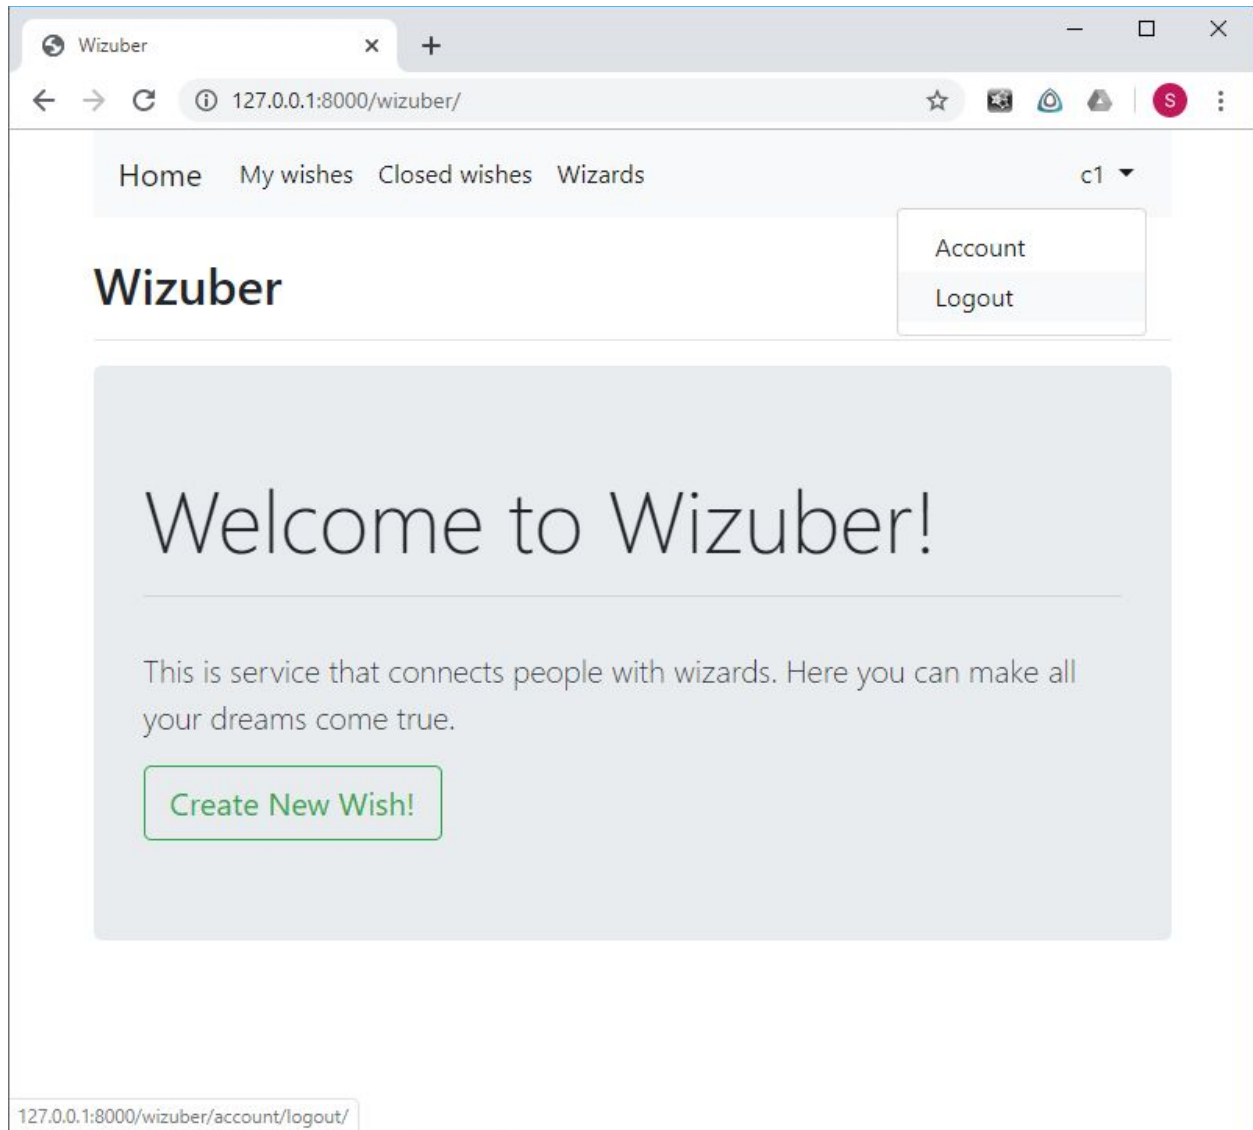 Wizuber
127.0.0.1:8000/wizuber/
S
Home My wishes Closed wishes Wizards c1
Account
Logout
Wizuber
Welcome to Wizuber!
This is service that connects people with wizards. Here you can make all
your dreams come true.
Create New Wish!
127.0.0.1:8000/wizuber/account/logout/